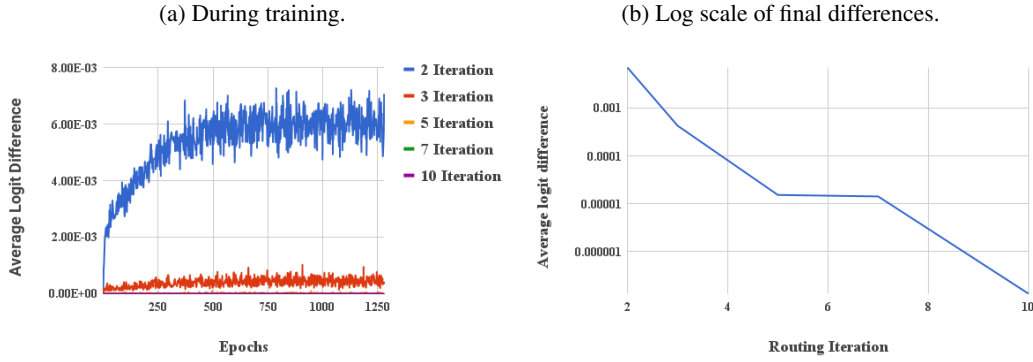 (a) During training.
(b) Log scale of final differences.
8.00E-03
6.00E-03
4.00E-03
2.00E-03
0.00E+00
Average Logit Difference
250
500
750
1000
1250
Epochs
2 Iteration
3 Iteration
5 Iteration
7 Iteration
10 Iteration
0.001
0.0001
0.00001
0.000001
Average logit difference
2
4
6
8
10
Routing Iteration